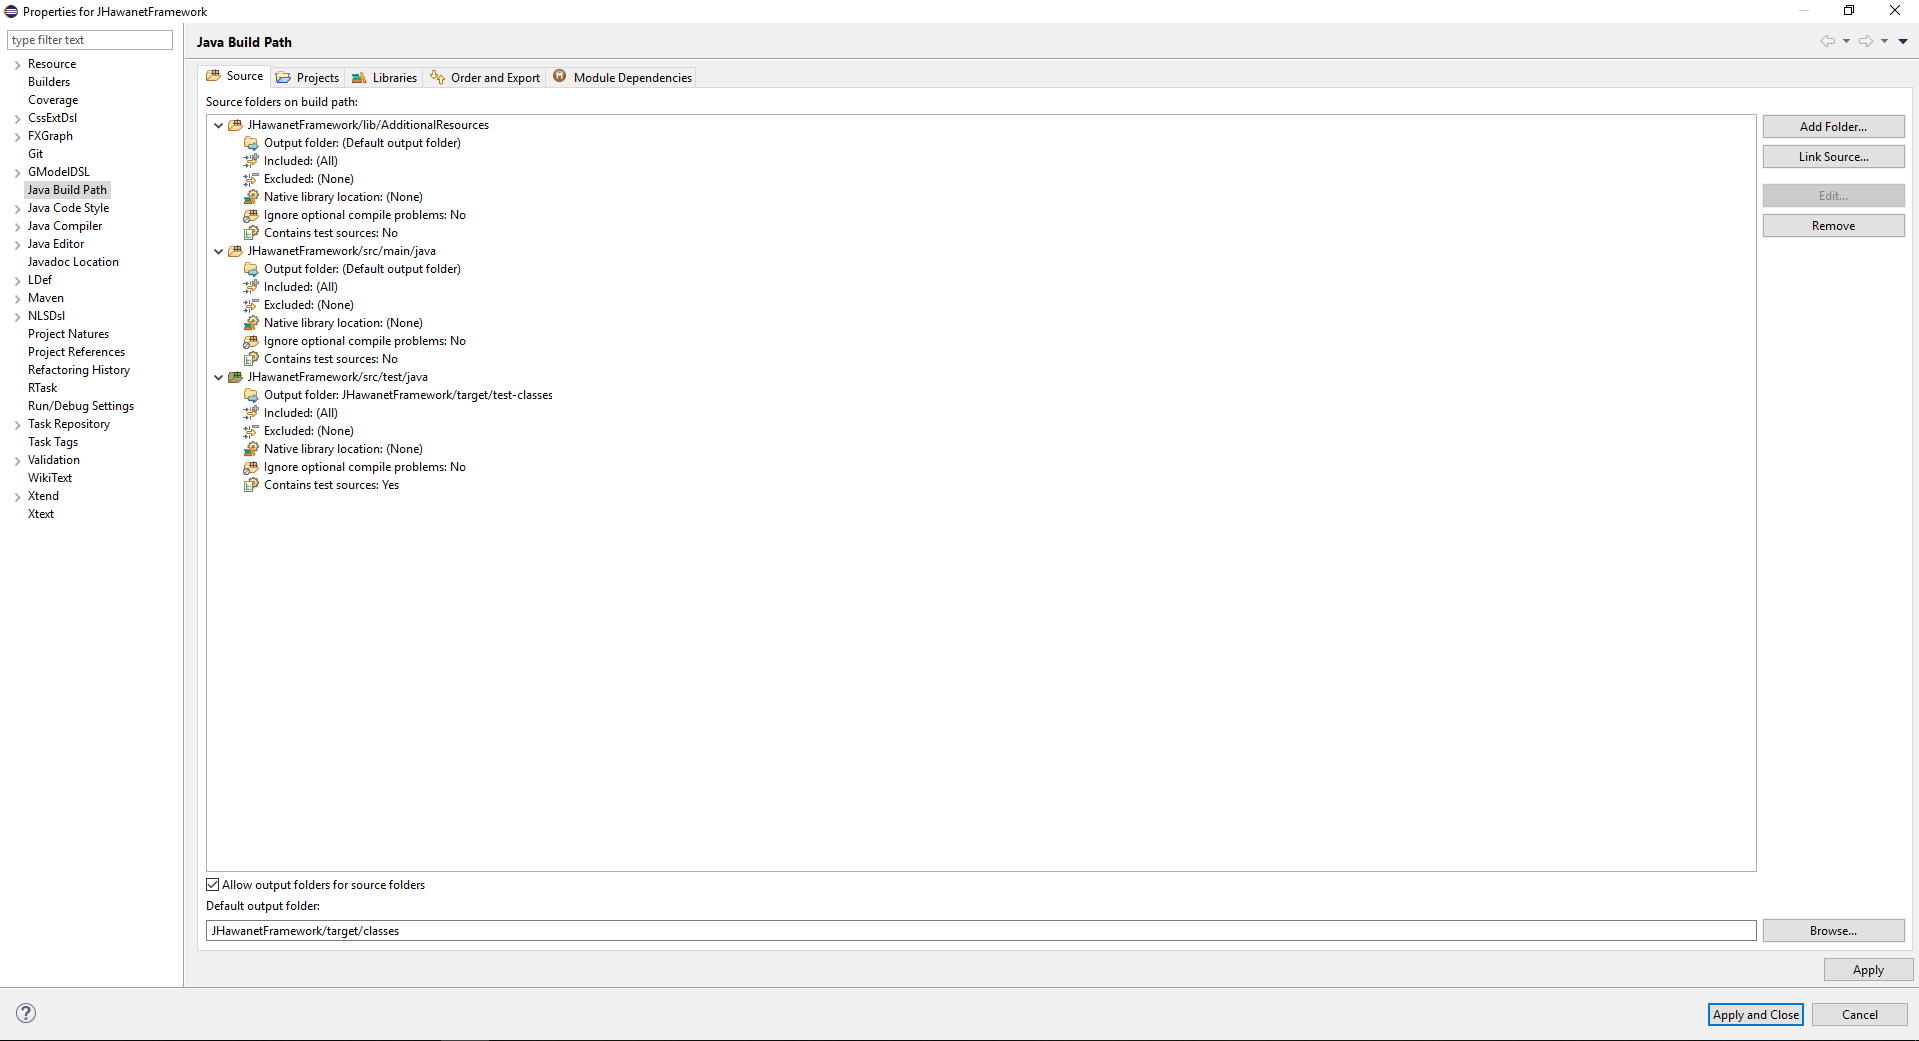 Properties for JHawanetFramework
type filter text
Resource
Builders
Coverage
CssExtDsl
FXGraph
Git
GModelDSL
Java Build Path
Java Code Style
Java Compiler
Java Editor
Javadoc Location
LDef
Maven
NLSDsl
Project Natures
Project References
Refactoring History
RTask
Run/Debug Settings
Task Repository
Task Tags
Validation
WikiText
Xtend
Xtext
Java Build Path
Source Projects Libraries Order and Export Module Dependencies
Source folders on build path:
JHawanetFramework/lib/AdditionalResources
Output folder: (Default output folder)
Included: (All)
Excluded: (None)
Native library location: (None)
Ignore optional compile problems: No
Contains test sources: No
JHawanetFramework/src/main/java
Output folder: (Default output folder)
Included: (All)
Excluded: (None)
Native library location: (None)
Ignore optional compile problems: No
Contains test sources: No
JHawanetFramework/src/test/java
Output folder: JHawanetFramework/target/test-classes
Included: (All)
Excluded: (None)
Native library location: (None)
Ignore optional compile problems: No
Contains test sources: Yes
Add Folder...
Link Source...
Edit...
Remove
Allow output folders for source folders
Default output folder:
JHawanetFramework/target/classes
Browse...
Apply
Apply and Close
Cancel